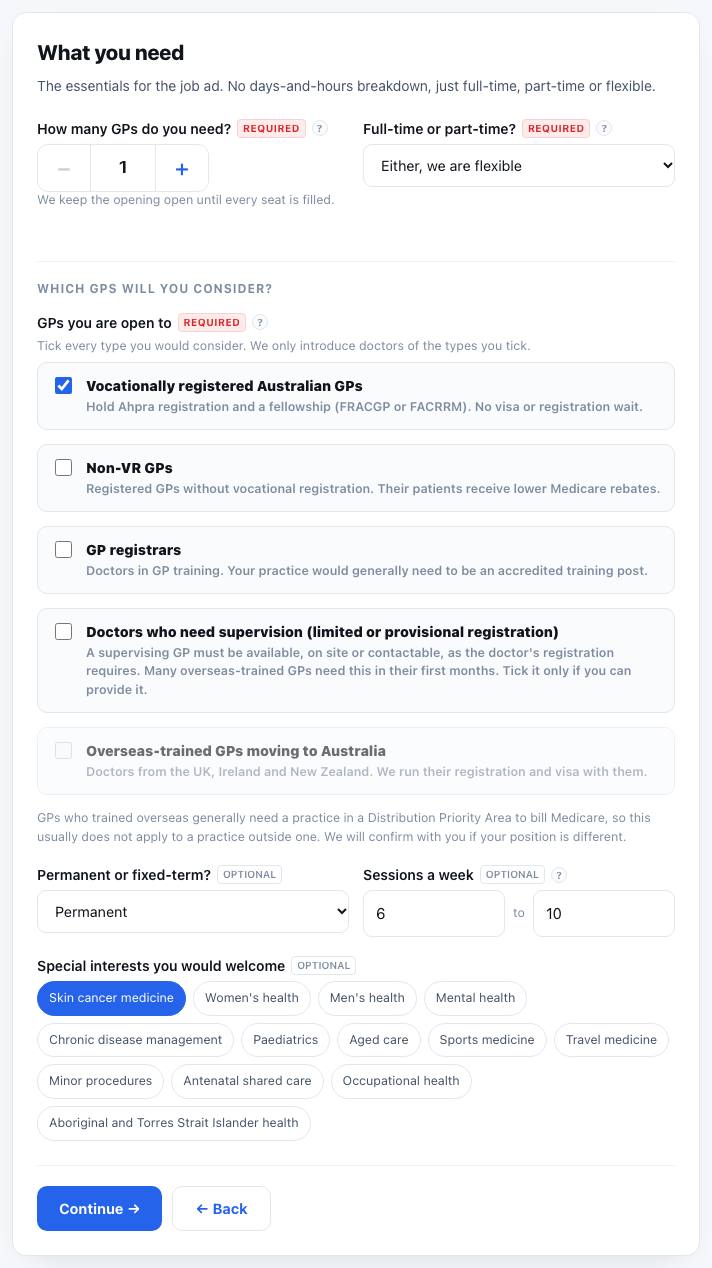 What you need
The essentials for the job ad. No days-and-hours breakdown, just full-time, part-time or flexible.
How many GPs do you need? REQUIRED ?
− 1 +
We keep the opening open until every seat is filled.
Full-time or part-time? REQUIRED ?
Either, we are flexible
WHICH GPS WILL YOU CONSIDER?
GPs you are open to REQUIRED ?
Tick every type you would consider. We only introduce doctors of the types you tick.
Vocationally registered Australian GPs
Hold Ahpra registration and a fellowship (FRACGP or FACRRM). No visa or registration wait.
Non-VR GPs
Registered GPs without vocational registration. Their patients receive lower Medicare rebates.
GP registrars
Doctors in GP training. Your practice would generally need to be an accredited training post.
Doctors who need supervision (limited or provisional registration)
A supervising GP must be available, on site or contactable, as the doctor's registration
requires. Many overseas-trained GPs need this in their first months. Tick it only if you can
provide it.
Overseas-trained GPs moving to Australia
Doctors from the UK, Ireland and New Zealand. We run their registration and visa with them.
GPs who trained overseas generally need a practice in a Distribution Priority Area to bill Medicare, so this
usually does not apply to a practice outside one. We will confirm with you if your position is different.
Permanent or fixed-term? OPTIONAL
Permanent
Sessions a week OPTIONAL ?
6 to 10
Special interests you would welcome OPTIONAL
Skin cancer medicine Women's health Men's health Mental health
Chronic disease management Paediatrics Aged care Sports medicine Travel medicine
Minor procedures Antenatal shared care Occupational health
Aboriginal and Torres Strait Islander health
Continue → ← Back